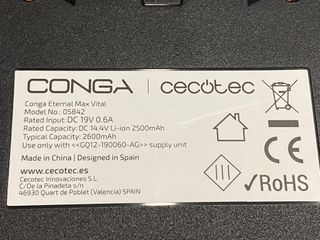 CONGA | cecotec
Conga Eternal Max Vital
Model No.: 05842
Rated Input: DC 19V 0.6A
Rated Capacity: DC 14.4V Li-ion 2500mAh
Typical Capacity: 2600mAh
Use only with <<GQ12-190060-AG>> supply unit
Made in China | Designed in Spain
www.cecotec.es
Cecotec Innovaciones S.L.
C/De la Pinadeta s/n
46930 Quart de Poblet (Valencia) SPAIN
III
CE
✓RoHS